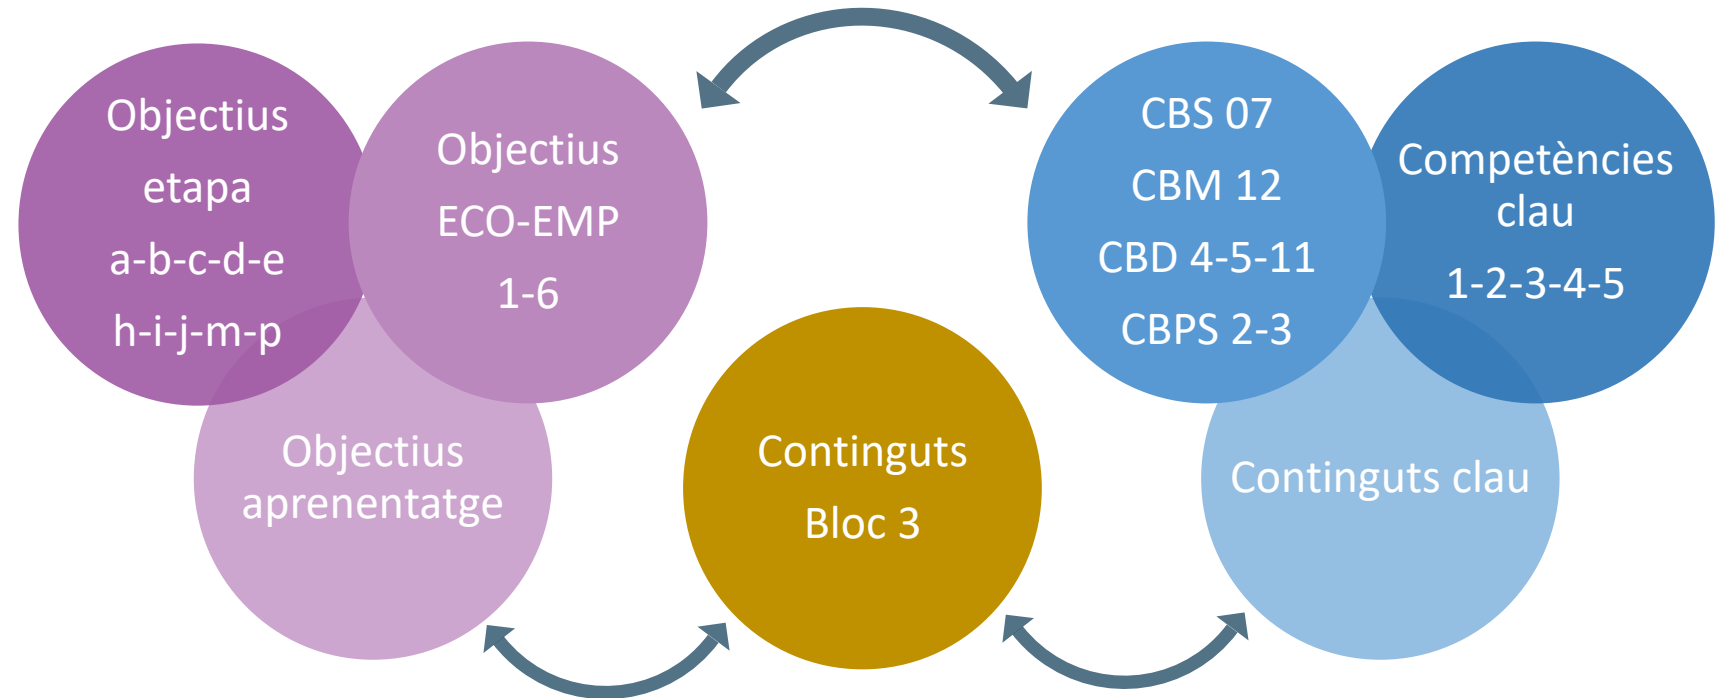 Objectius
etapa
a-b-c-d-e
h-i-j-m-p
Objectius
ECO-EMP
1-6
Objectius
aprenentatge
Continguts
Bloc 3
CBS 07
CBM 12
CBD 4-5-11
CBPS 2-3
Competències
clau
1-2-3-4-5
Continguts clau